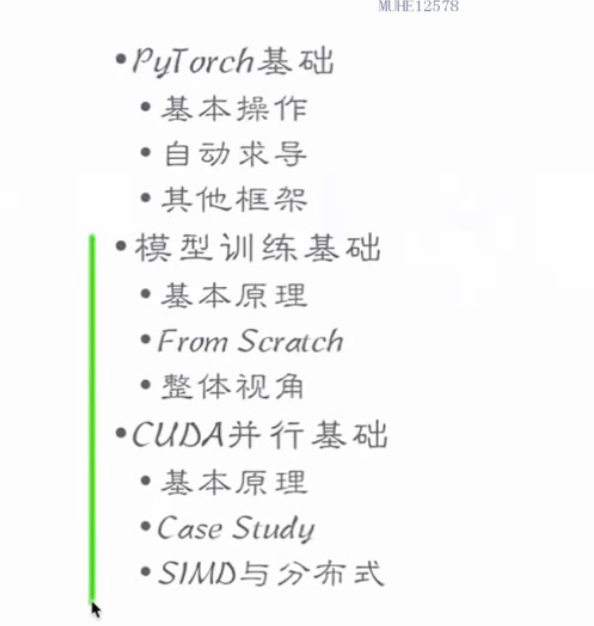 MUHE12578
•PyTorch基础
•基本操作
•自动求导
•其他框架
•模型训练基础
•基本原理
•From Scratch
•整体视角
•CUDA并行基础
•基本原理
•Case Study
•SIMD与分布式